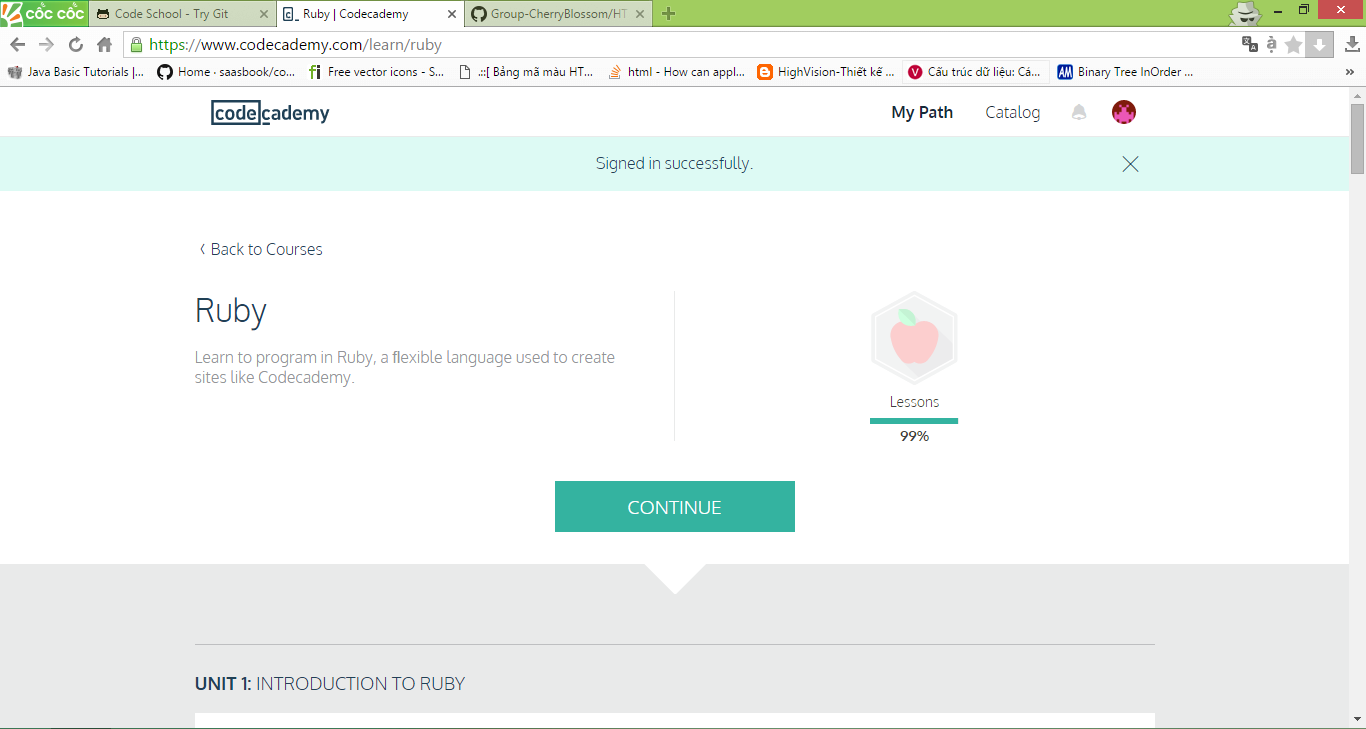 CỐC CỐC
Code School - Try Git
Ruby | Codecademy
Group-CherryBlossom/HT
https://www.codecademy.com/learn/ruby
Java Basic Tutorials |...
Home · saasbook/co...
Free vector icons - S...
.::[ Bảng mã màu HT...
html - How can appl...
HighVision-Thiết kế ...
Cấu trúc dữ liệu: Cá...
Binary Tree InOrder ...
codecademy
My Path
Catalog
Signed in successfully.
Back to Courses
Ruby
Learn to program in Ruby, a flexible language used to create
sites like Codecademy.
Lessons
99%
CONTINUE
UNIT 1: INTRODUCTION TO RUBY